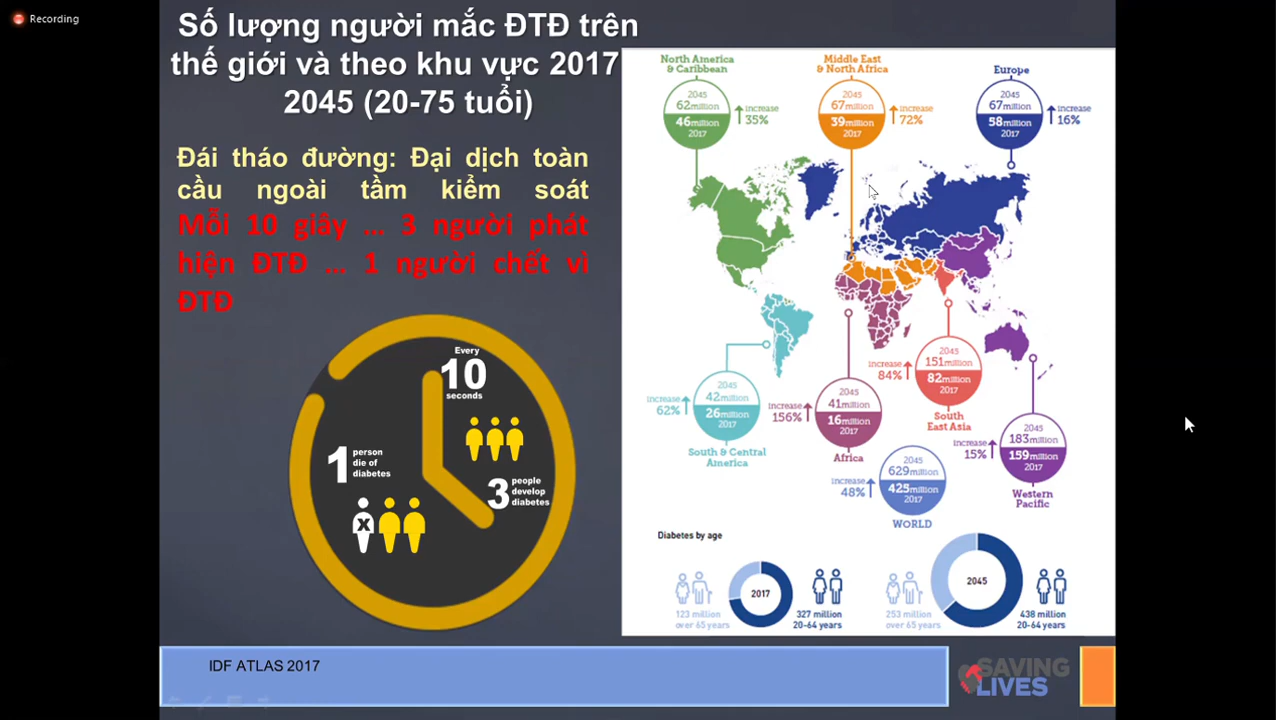 Recording
Số lượng người mắc ĐTĐ trên
thế giới và theo khu vực 2017
2045 (20-75 tuổi)
Đái tháo đường: Đại dịch toàn
cầu ngoài tầm kiểm soát
Mỗi 10 giây ... 3 người phát
hiện ĐTĐ ... 1 người chết vì
ĐTĐ
Every
10
seconds
1
person
die of
diabetes
x
3
people
develop
diabetes
North America
& Caribbean
2045
62million
46million
2017
increase
35%
Middle East
& North Africa
2045
67million
39million
2017
increase
72%
Europe
2045
67million
58million
2017
increase
16%
increase
62%
2045
42million
26million
2017
South & Central
America
increase
156%
2045
41million
16million
2017
Africa
increase
84%
2045
151million
82million
2017
South
East Asia
increase
15%
2045
183million
159million
2017
Western
Pacific
increase
48%
2045
629million
425million
2017
WORLD
Diabetes by age
123 million
over 65 years
2017
327 million
20-64 years
253 million
over 65 years
2045
438 million
20-64 years
IDF ATLAS 2017
SAVING
LIVES